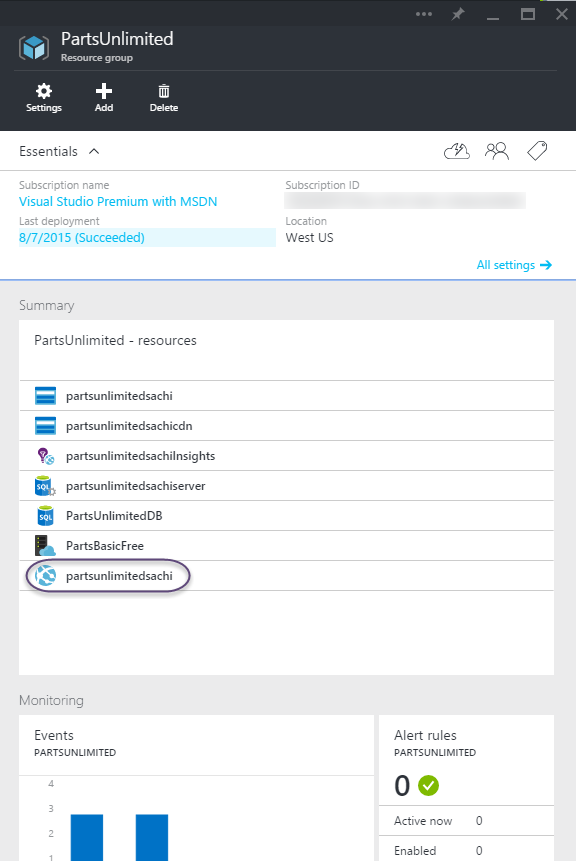 PartsUnlimited
Resource group
Settings
Add
Delete
Essentials
Subscription name
Subscription ID
Visual Studio Premium with MSDN
Last deployment
Location
8/7/2015 (Succeeded)
West US
All settings
Summary
PartsUnlimited - resources
partsunlimitedsachi
partsunlimitedsachicdn
partsunlimitedsachiInsights
SQL
partsunlimitedsachiserver
SQL
PartsUnlimitedDB
PartsBasicFree
partsunlimitedsachi
Monitoring
Events
PARTSUNLIMITED
4
3
2
1
Alert rules
PARTSUNLIMITED
0
Active now 0
Enabled 0